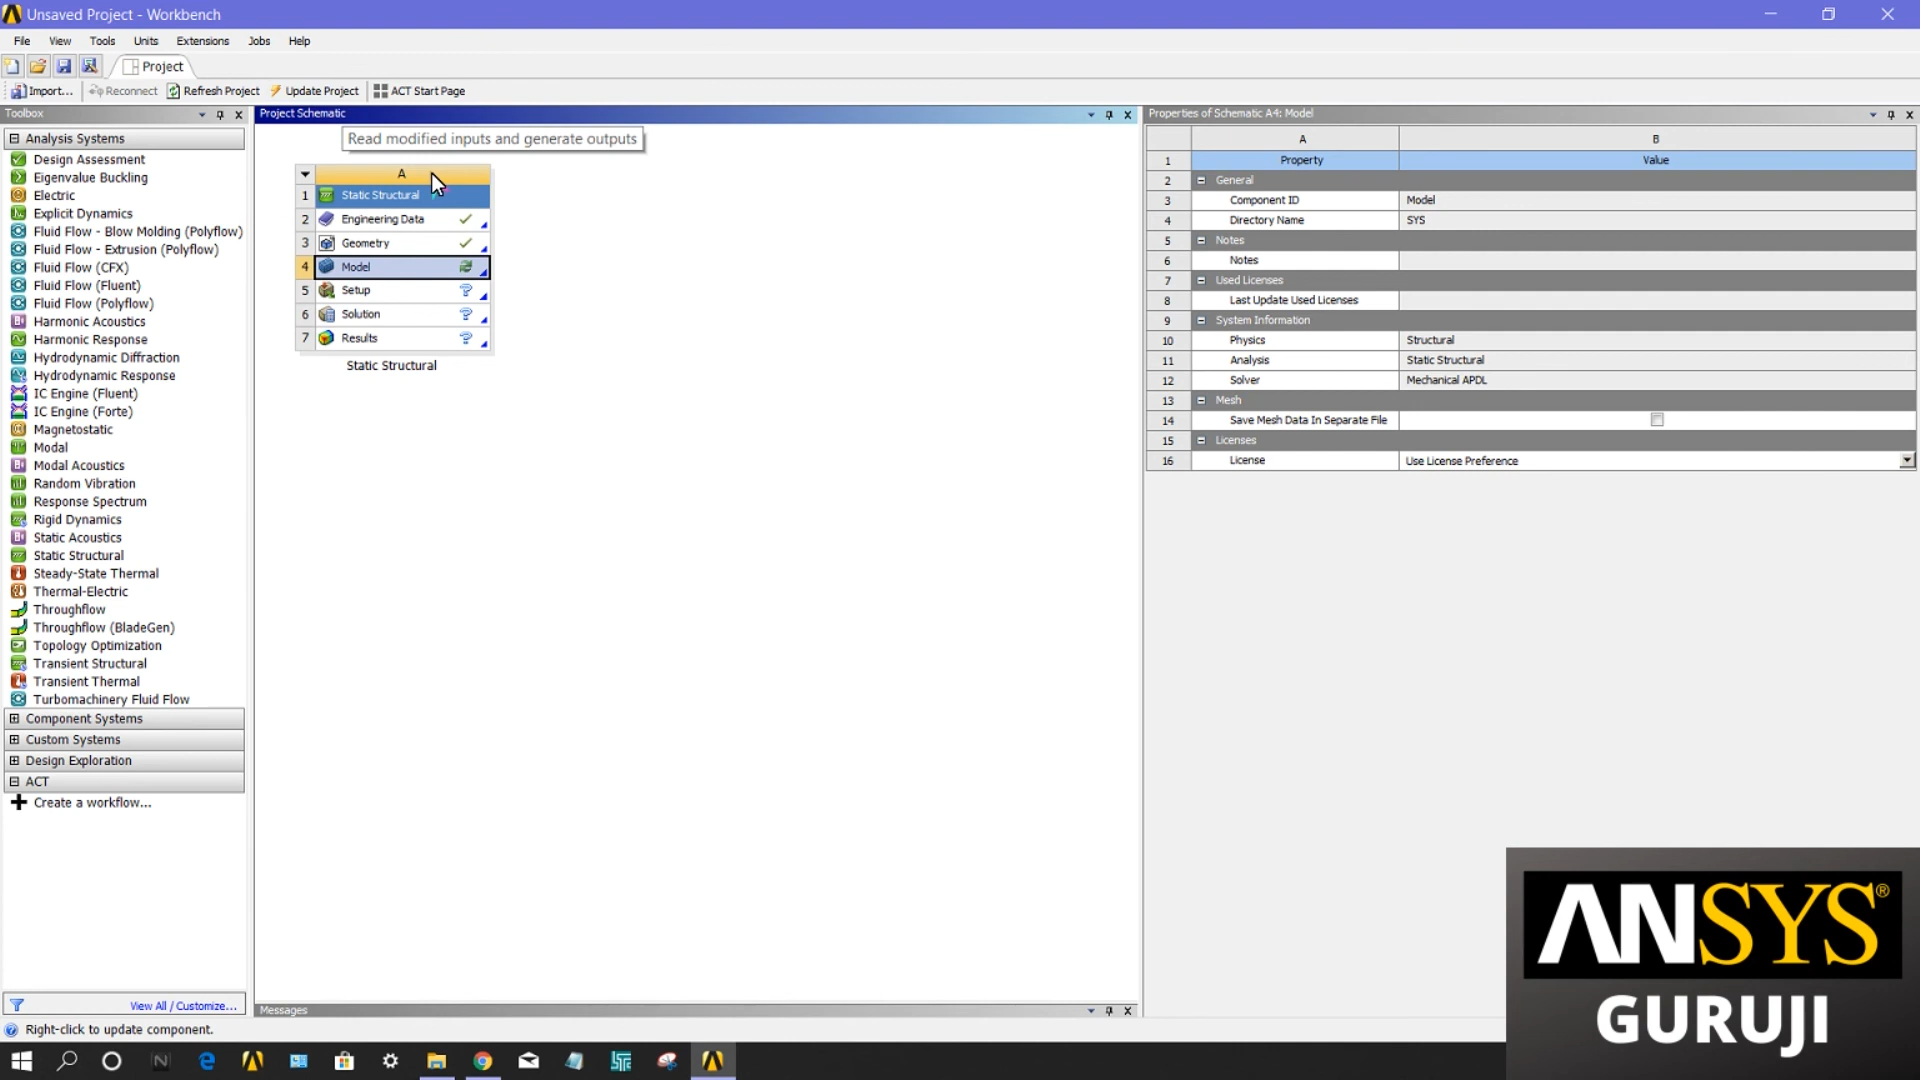 Unsaved Project - Workbench
File View Tools Units Extensions Jobs Help
Project
Import... Reconnect Refresh Project Update Project ACT Start Page
Toolbox
Analysis Systems
Design Assessment
Eigenvalue Buckling
Electric
Explicit Dynamics
Fluid Flow - Blow Molding (Polyflow)
Fluid Flow - Extrusion (Polyflow)
Fluid Flow (CFX)
Fluid Flow (Fluent)
Fluid Flow (Polyflow)
Harmonic Acoustics
Harmonic Response
Hydrodynamic Diffraction
Hydrodynamic Response
IC Engine (Fluent)
IC Engine (Forte)
Magnetostatic
Modal
Modal Acoustics
Random Vibration
Response Spectrum
Rigid Dynamics
Static Acoustics
Static Structural
Steady-State Thermal
Thermal-Electric
Throughflow
Throughflow (BladeGen)
Topology Optimization
Transient Structural
Transient Thermal
Turbomachinery Fluid Flow
Component Systems
Custom Systems
Design Exploration
ACT
Create a workflow...
View All / Customize...
Project Schematic
Read modified inputs and generate outputs
A
1 Static Structural
2 Engineering Data
3 Geometry
4 Model
5 Setup
6 Solution
7 Results
Static Structural
Messages
Properties of Schematic A4: Model
A B
1 Property Value
2 General
3 Component ID Model
4 Directory Name SYS
5 Notes
6 Notes
7 Used Licenses
8 Last Update Used Licenses
9 System Information
10 Physics Structural
11 Analysis Static Structural
12 Solver Mechanical APDL
13 Mesh
14 Save Mesh Data In Separate File
15 Licenses
16 License Use License Preference
Right-click to update component.
ANSYS®
GURUJI